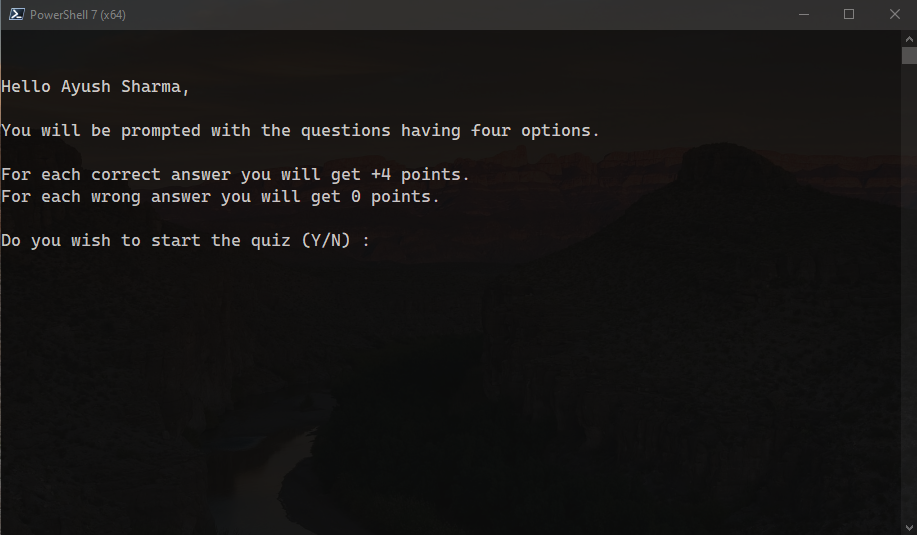 PowerShell 7 (x64)
Hello Ayush Sharma,
You will be prompted with the questions having four options.
For each correct answer you will get +4 points.
For each wrong answer you will get 0 points.
Do you wish to start the quiz (Y/N) :